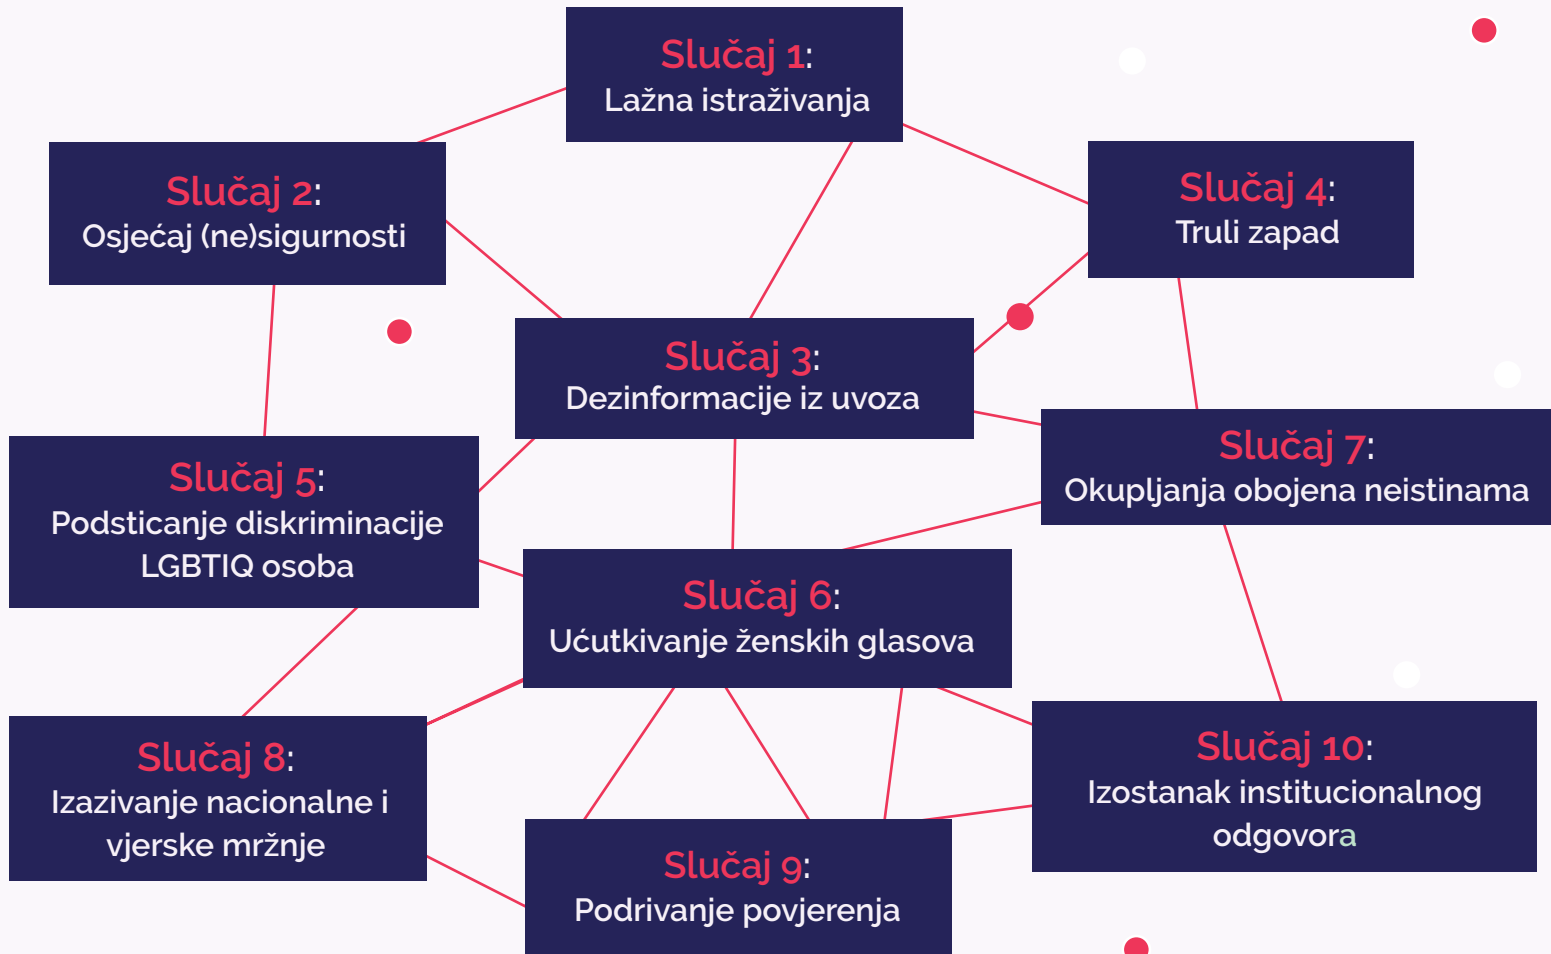 Slučaj 1:
Lažna istraživanja
Slučaj 2:
Osjećaj (ne)sigurnosti
Slučaj 4:
Truli zapad
Slučaj 3:
Dezinformacije iz uvoza
Slučaj 5:
Podsticanje diskriminacije
LGBTIQ osoba
Slučaj 7:
Okupljanja obojena neistinama
Slučaj 6:
Ućutkivanje ženskih glasova
Slučaj 8:
Izazivanje nacionalne i
vjerske mržnje
Slučaj 10:
Izostanak institucionalnog
odgovora
Slučaj 9:
Podrivanje povjerenja